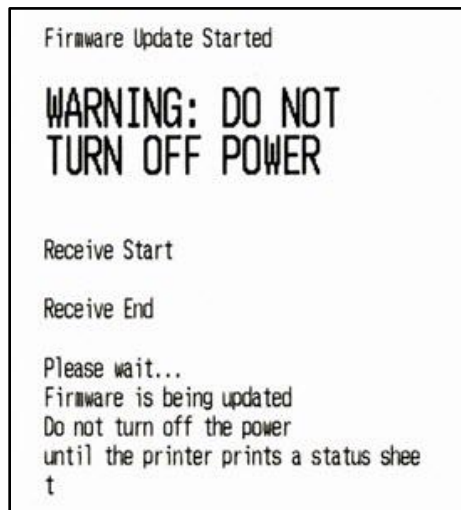 Firmware Update Started
WARNING: DO NOT
TURN OFF POWER
Receive Start
Receive End
Please wait...
Firmware is being updated
Do not turn off the power
until the printer prints a status shee
t